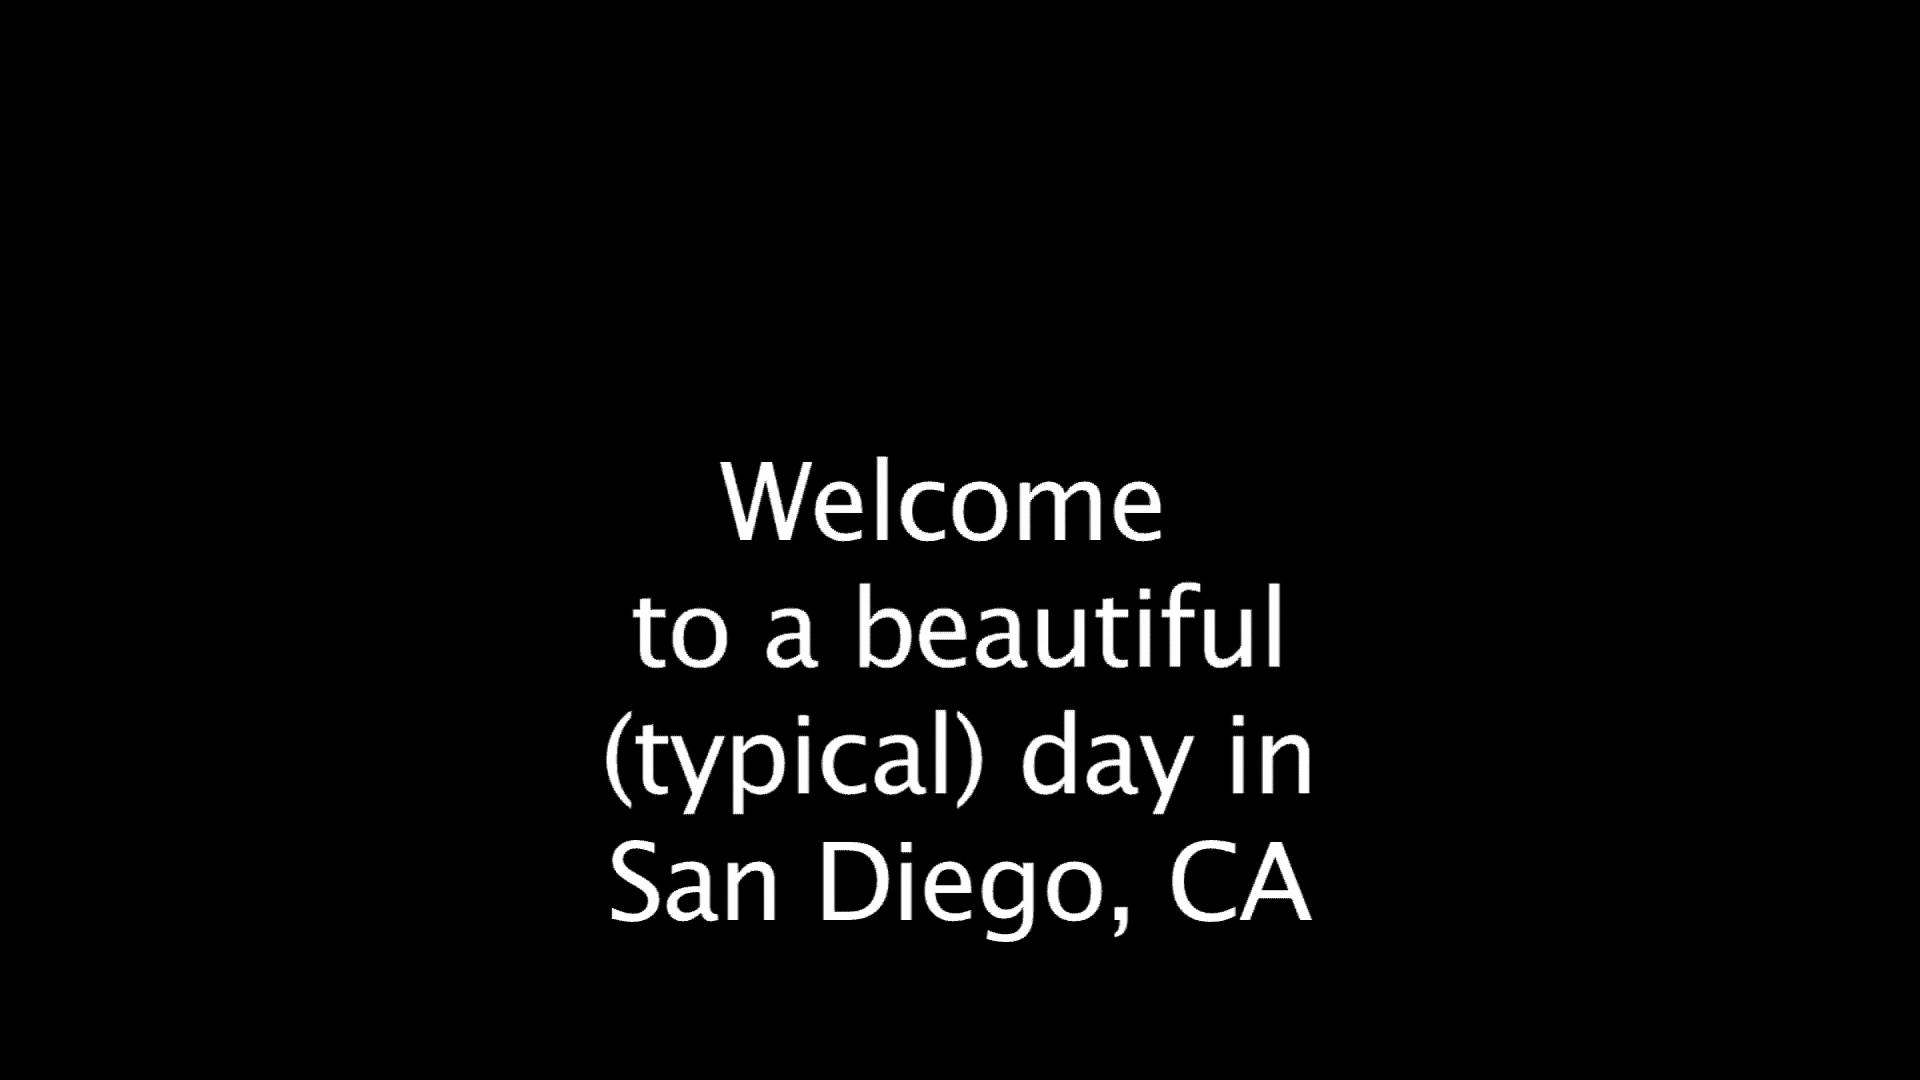 Welcome
to a beautiful
(typical) day in
San Diego, CA